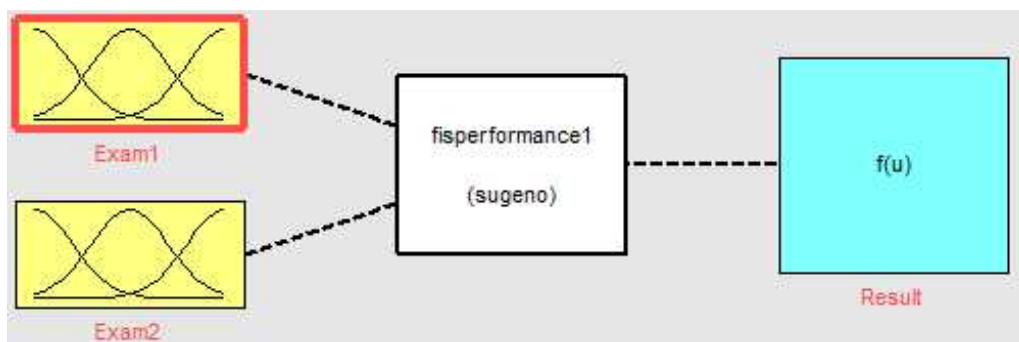 Exam1
Exam2
fisperformance1
(sugeno)
f(u)
Result